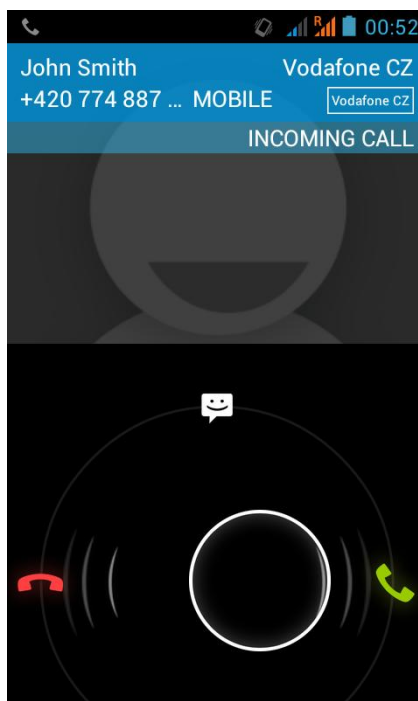 R 00:52
John Smith Vodafone CZ
+420 774 887 ... MOBILE Vodafone CZ
INCOMING CALL